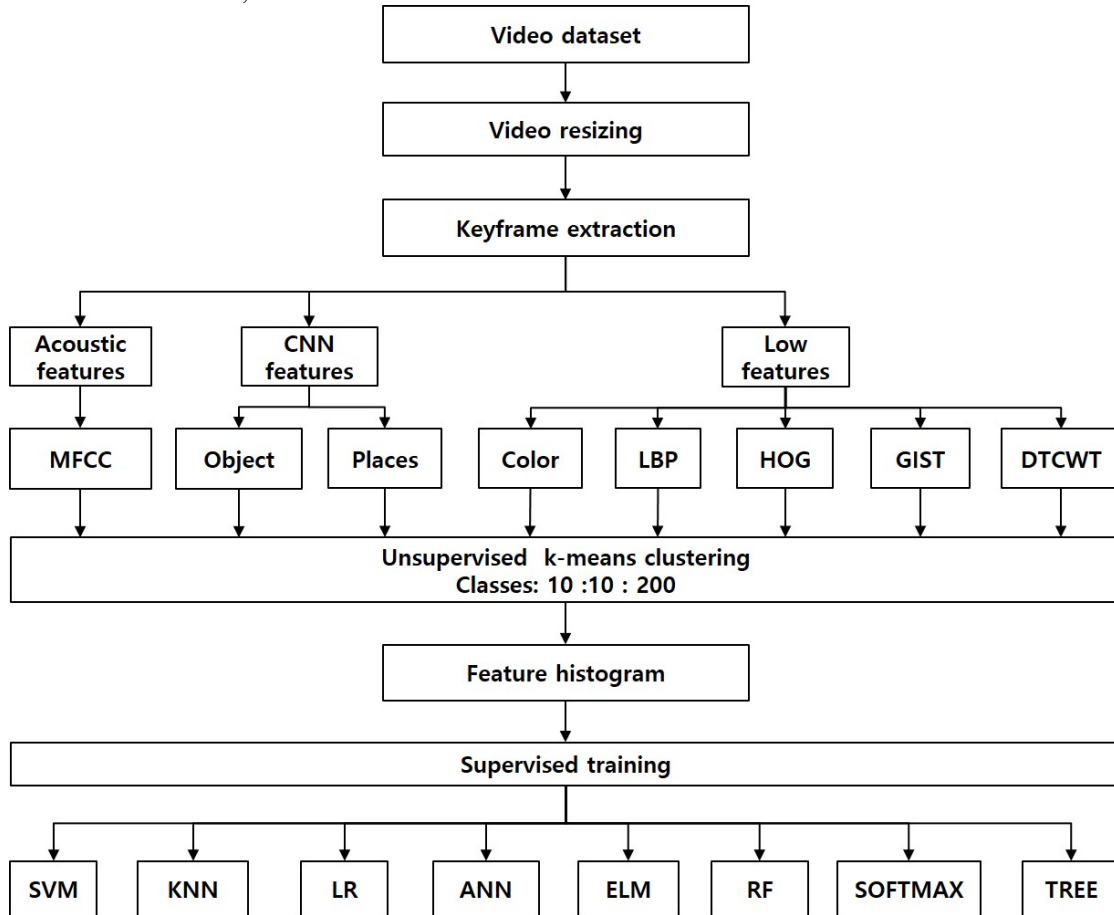 Video dataset
Video resizing
Keyframe extraction
Acoustic
features
CNN
features
Low
features
MFCC
Object
Places
Color
LBP
HOG
GIST
DTCWT
Unsupervised k-means clustering
Classes: 10 :10 : 200
Feature histogram
Supervised training
SVM
KNN
LR
ANN
ELM
RF
SOFTMAX
TREE